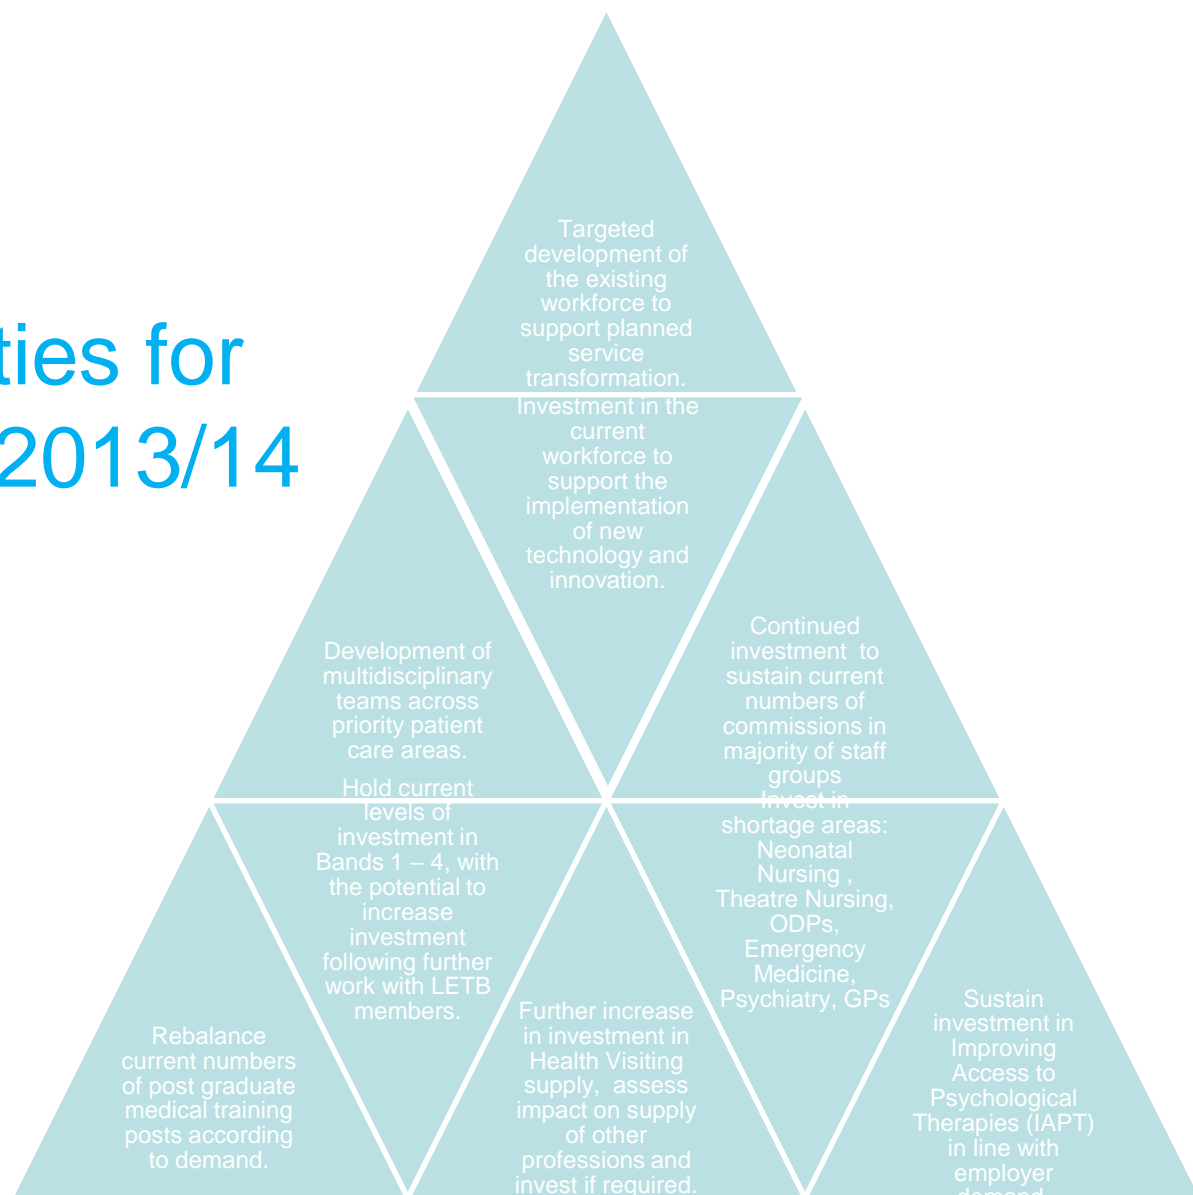 ties for
2013/14
Targeted
development of
the existing
workforce to
support planned
service
transformation.
Investment in the
current
workforce to
support the
implementation
of new
technology and
innovation.
Development of
multidisciplinary
teams across
priority patient
care areas.
Continued
investment to
sustain current
numbers of
commissions in
majority of staff
groups
Hold current
levels of
investment in
Bands 1 – 4, with
the potential to
increase
investment
following further
work with LETB
members.
Invest in
shortage areas:
Neonatal
Nursing ,
Theatre Nursing,
ODPs,
Emergency
Medicine,
Psychiatry, GPs
Rebalance
current numbers
of post graduate
medical training
posts according
to demand.
Further increase
in investment in
Health Visiting
supply, assess
impact on supply
of other
professions and
invest if required.
Sustain
investment in
Improving
Access to
Psychological
Therapies (IAPT)
in line with
employer
demand